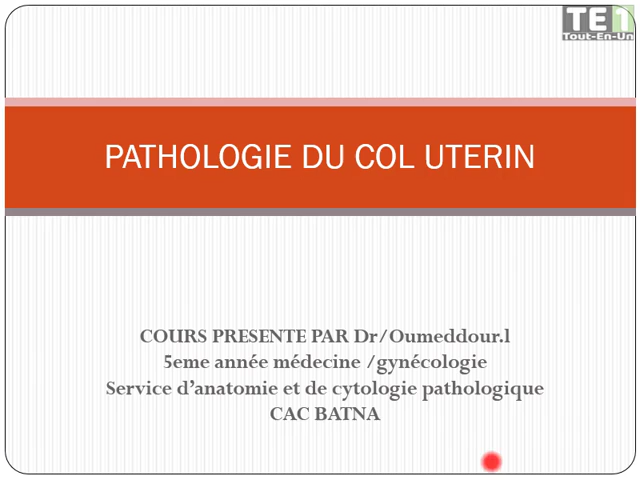 TE1
Tout-En-Un
PATHOLOGIE DU COL UTERIN
COURS PRESENTE PAR Dr/Oumeddour.l
5eme année médecine /gynécologie
Service d’anatomie et de cytologie pathologique
CAC BATNA